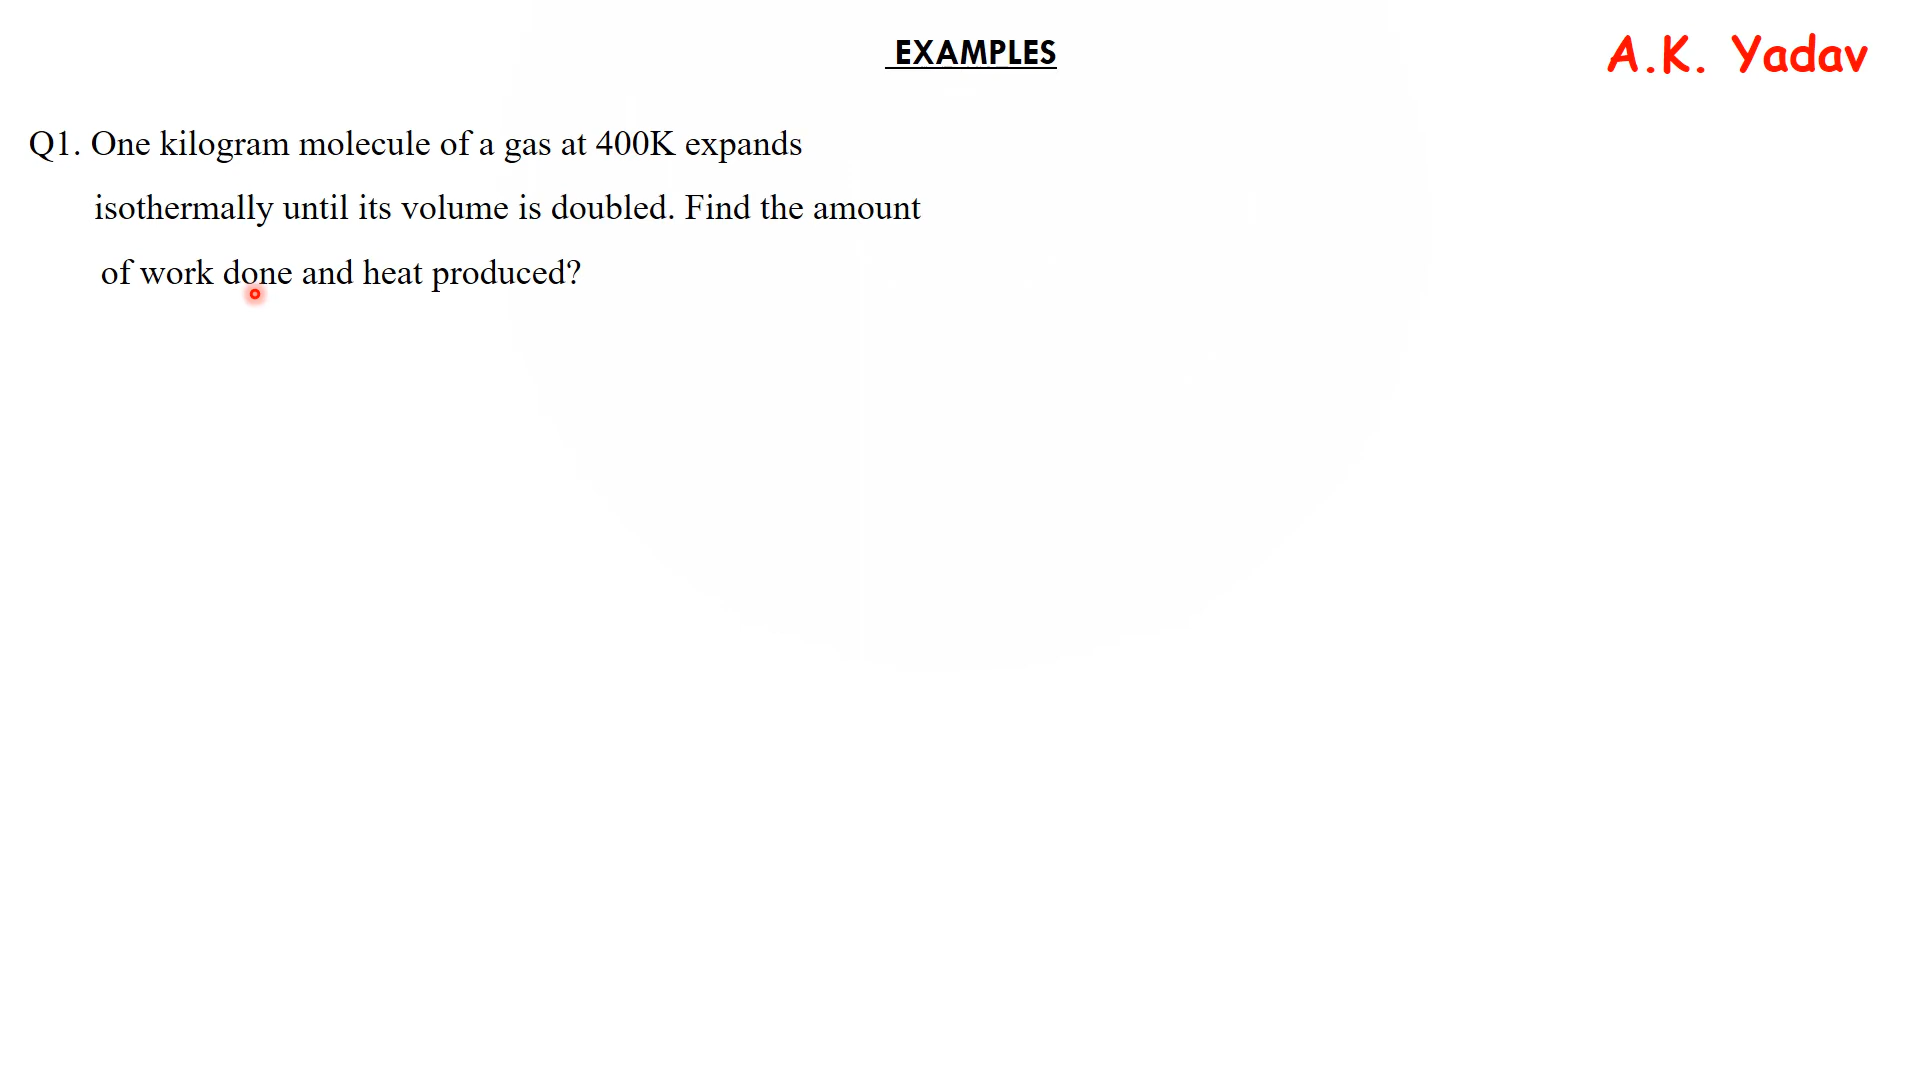 EXAMPLES
A.K. Yadav
Q1. One kilogram molecule of a gas at 400K expands
isothermally until its volume is doubled. Find the amount
of work done and heat produced?